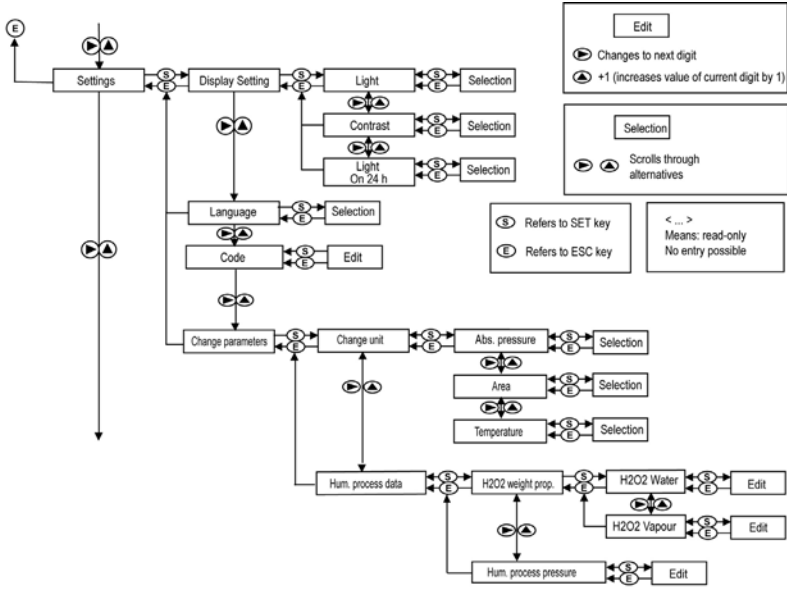 E
Edit
Changes to next digit
+1 (increases value of current digit by 1)
Settings
S
E
Display Setting
S
E
Light
S
E
Selection
Contrast
S
E
Selection
Light
On 24 h
S
E
Selection
Selection
Scrolls through
alternatives
Language
S
E
Selection
S Refers to SET key
E Refers to ESC key
< ... >
Means: read-only
No entry possible
Code
S
E
Edit
Change parameters
S
E
Change unit
S
E
Abs. pressure
S
E
Selection
Area
S
E
Selection
Temperature
S
E
Selection
Hum. process data
S
E
H2O2 weight prop.
S
E
H2O2 Water
S
E
Edit
H2O2 Vapour
S
E
Edit
Hum. process pressure
S
E
Edit